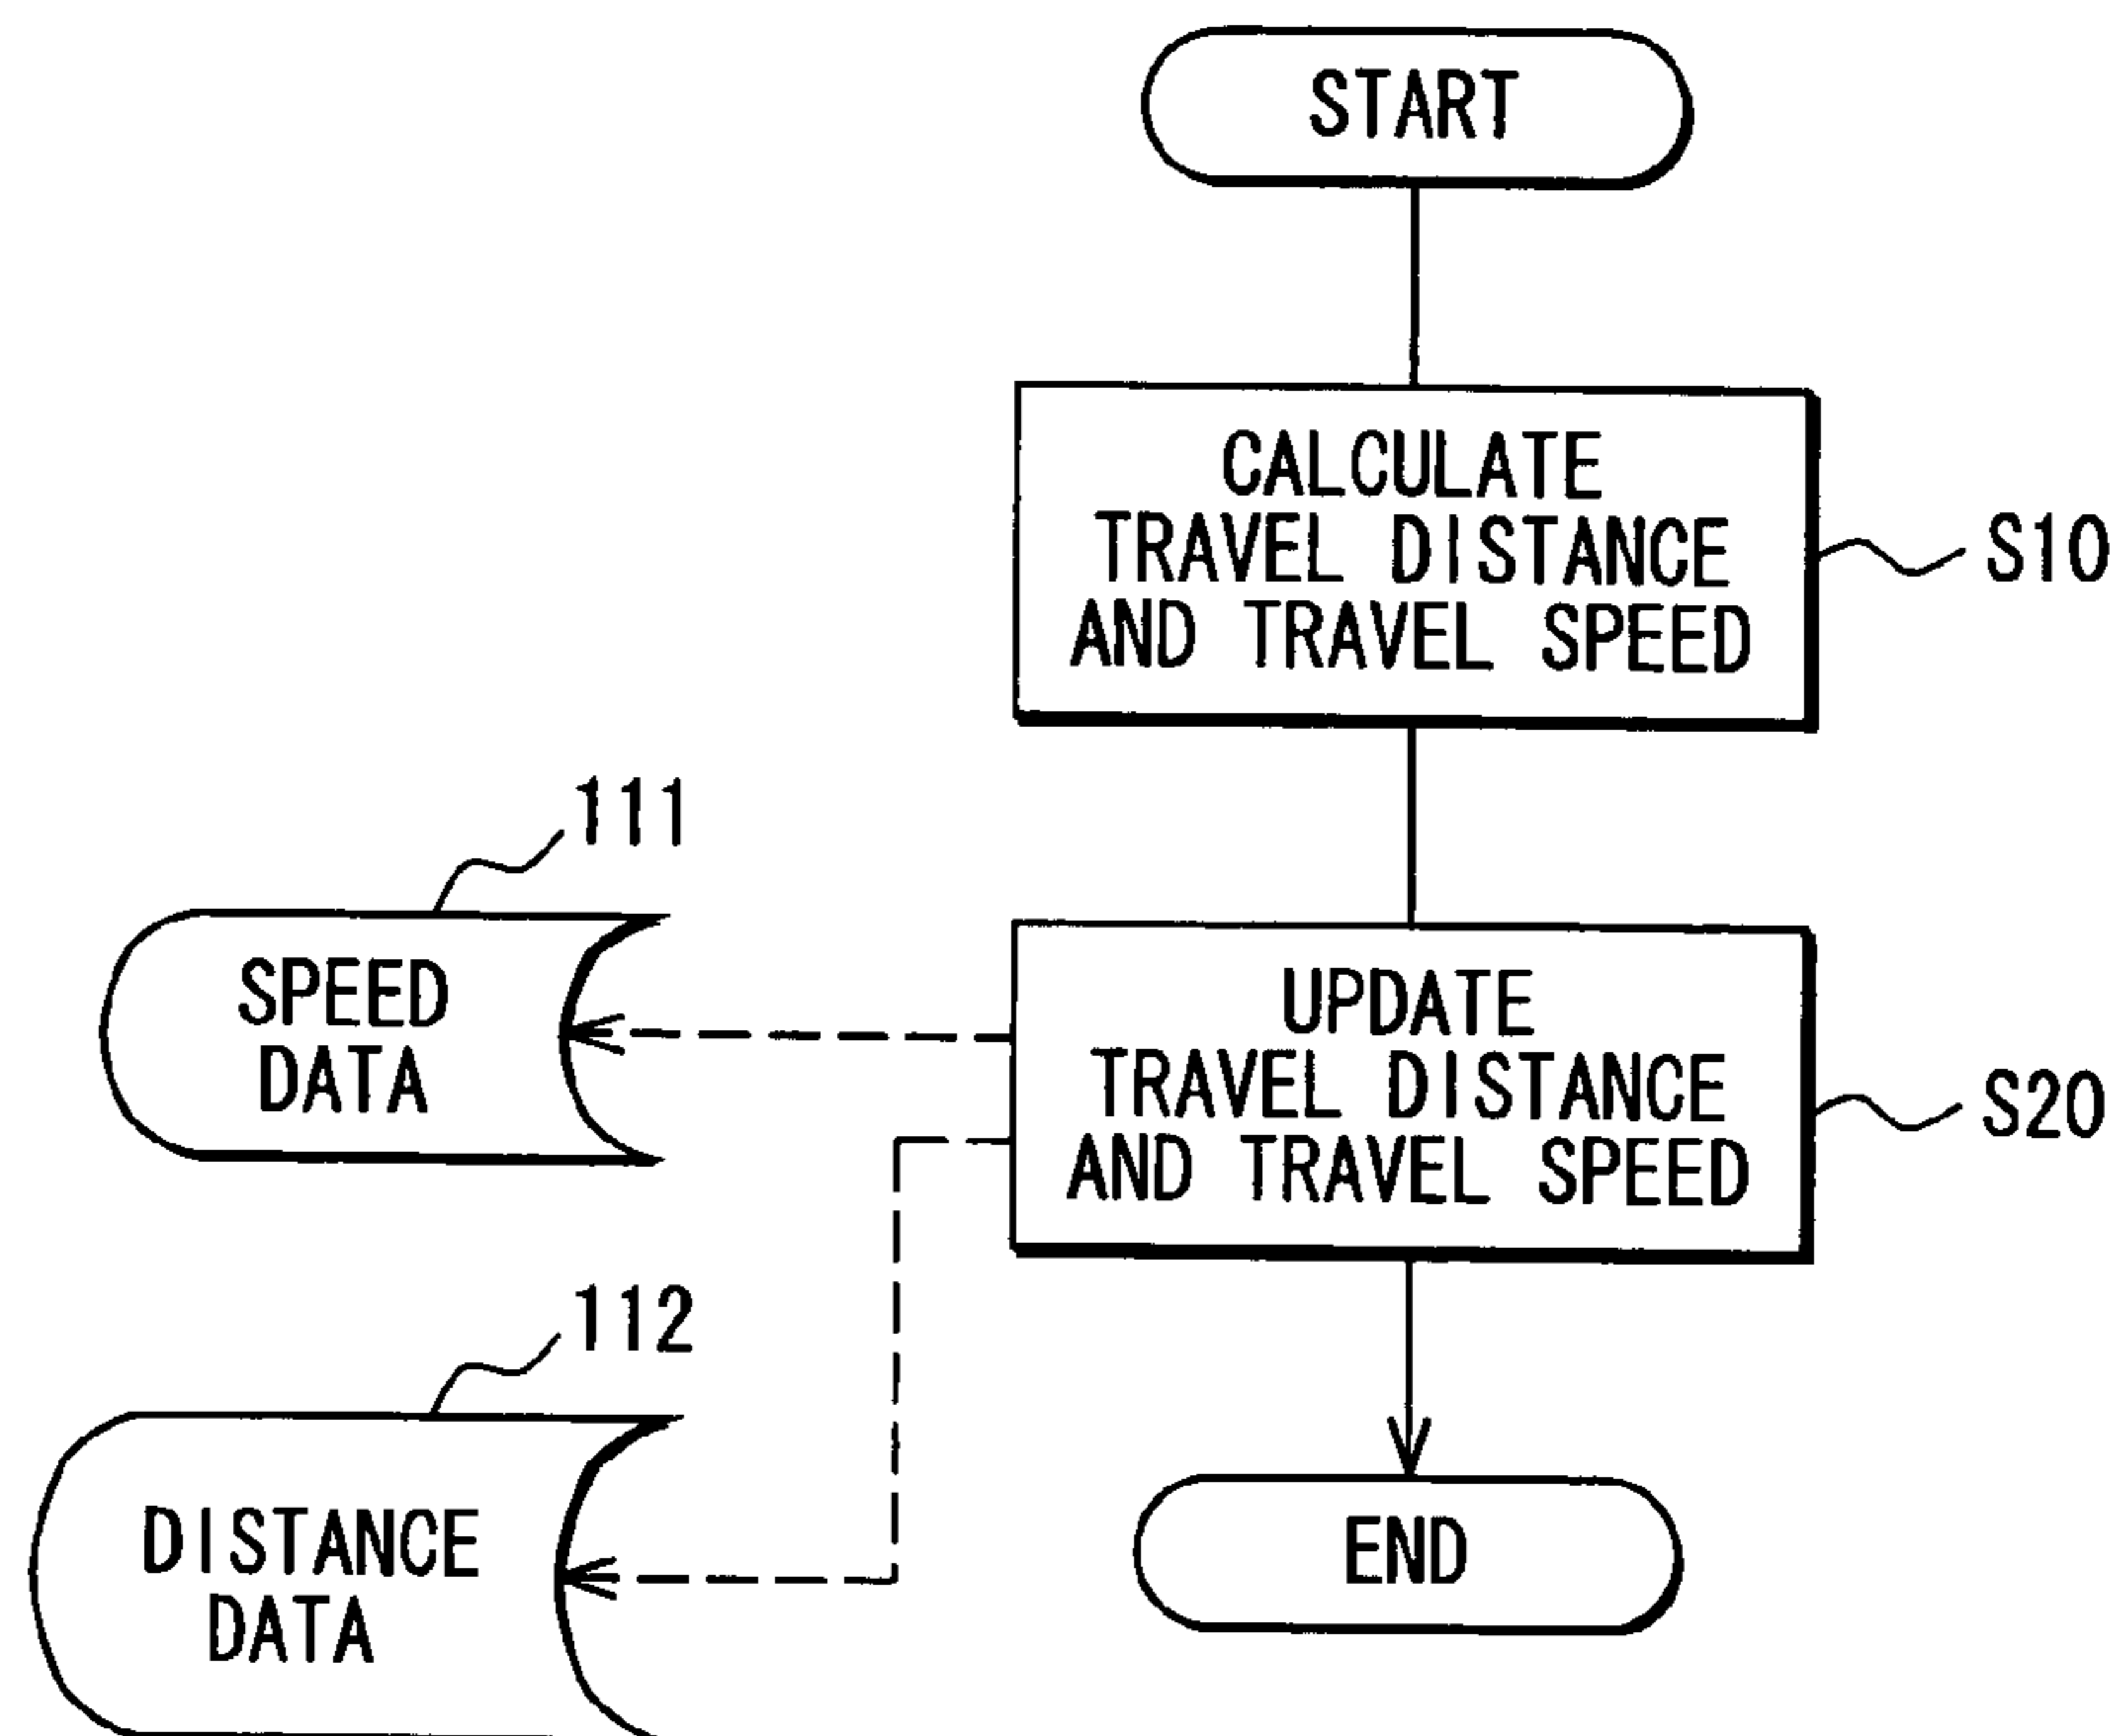 START
CALCULATE
TRAVEL DISTANCE
AND TRAVEL SPEED
S10
111
SPEED
DATA
UPDATE
TRAVEL DISTANCE
AND TRAVEL SPEED
S20
112
DISTANCE
DATA
END